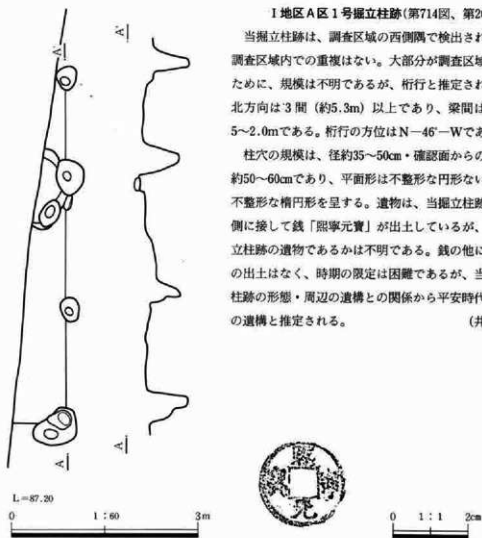 Ⅰ地区A区1号掘立柱跡(第714図、第20
当掘立柱跡は、調査区域の西側隅で検出され
調査区域内での重複はない。大部分が調査区域
ために、規模は不明であるが、桁行と推定され
北方向は3間(約5.3m)以上であり、梁間は
5~2.0mである。桁行の方位はN-46°-Wであ
柱穴の規模は、径約35~50cm・確認面からの
約50~60cmであり、平面形は不整形な円形ない
不整形な楕円形を呈する。遺物は、当掘立柱跡
側に接して銭「熙寧元寶」が出土しているが、
立柱跡の遺物であるかは不明である。銭の他に
の出土はなく、時期の限定は困難であるが、当
柱跡の形態・周辺の遺構との関係から平安時代
の遺構と推定される。 (井
A'
A'
A
A
L=87.20
0 1:60 3m
熙寧元寶
0 1:1 2cm